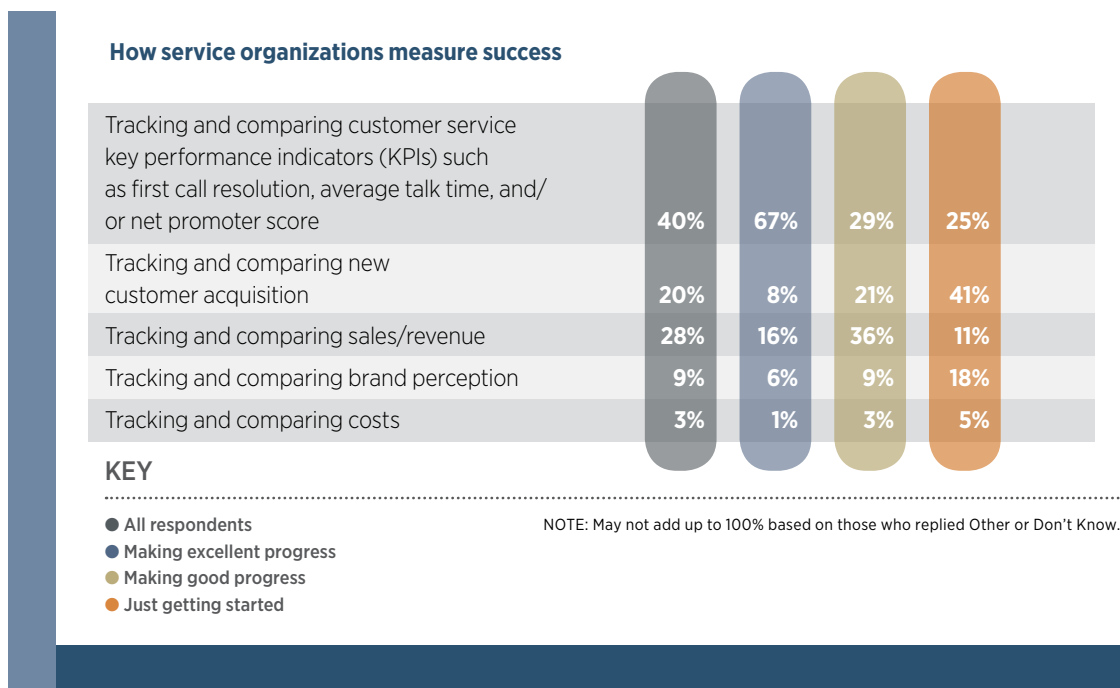 How service organizations measure success
Tracking and comparing customer service
key performance indicators (KPIs) such
as first call resolution, average talk time, and/
or net promoter score 40% 67% 29% 25%
Tracking and comparing new
customer acquisition 20% 8% 21% 41%
Tracking and comparing sales/revenue 28% 16% 36% 11%
Tracking and comparing brand perception 9% 6% 9% 18%
Tracking and comparing costs 3% 1% 3% 5%
KEY
All respondents
Making excellent progress
Making good progress
Just getting started
NOTE: May not add up to 100% based on those who replied Other or Don’t Know.